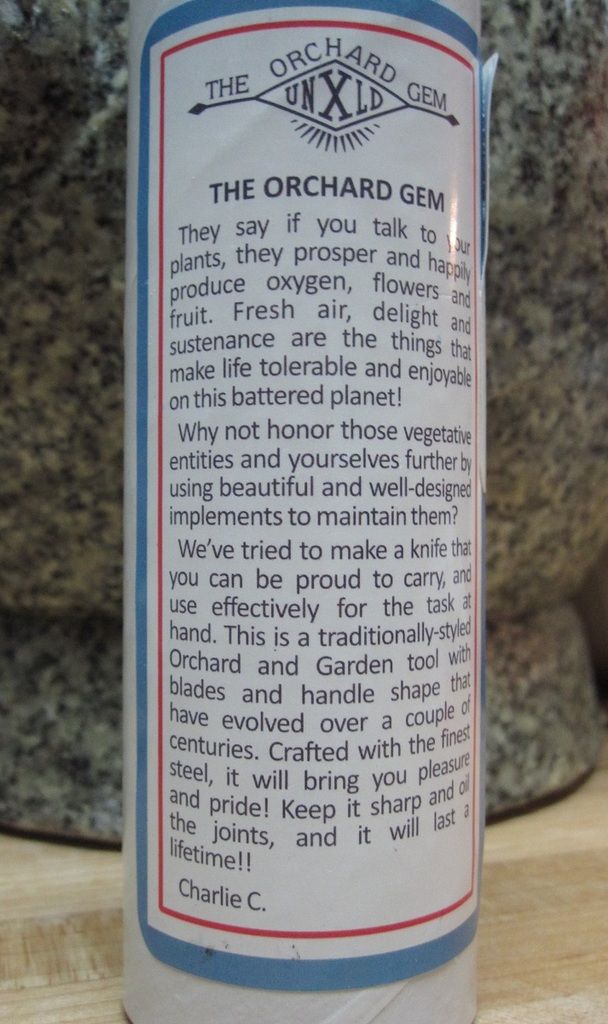 THE ORCHARD GEM
UNXLD
THE ORCHARD GEM
They say if you talk to your
plants, they prosper and happily
produce oxygen, flowers and
fruit. Fresh air, delight and
sustenance are the things that
make life tolerable and enjoyable
on this battered planet!
Why not honor those vegetative
entities and yourselves further by
using beautiful and well-designed
implements to maintain them?
We've tried to make a knife that
you can be proud to carry, and
use effectively for the task at
hand. This is a traditionally-styled
Orchard and Garden tool with
blades and handle shape that
have evolved over a couple of
centuries. Crafted with the finest
steel, it will bring you pleasure
and pride! Keep it sharp and oil
the joints, and it will last a
lifetime!!
Charlie C.